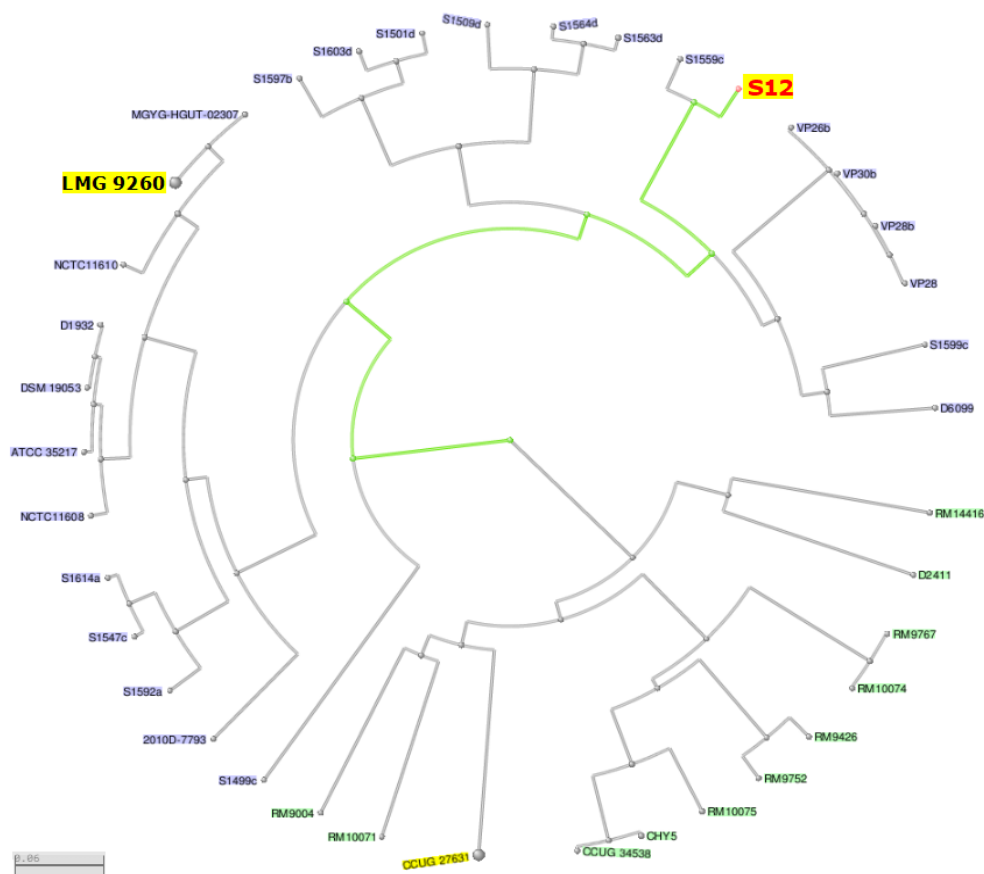 S1509d
S1564d
S1501d
S1563d
S1603d
S1559c
S1597b
S12
MGYG-HGUT-02307
VP26b
VP30b
LMG 9260
VP28b
NCTC11610
VP28
D1932
S1599c
DSM 19053
D6099
ATCC 35217
NCTC11608
RM14416
S1614a
D2411
S1547c
RM9767
S1592a
RM10074
2010D-7793
RM9426
S1499c
RM9752
RM9004
RM10075
RM10071
CHY5
CCUG 27631
CCUG 34538
0.06